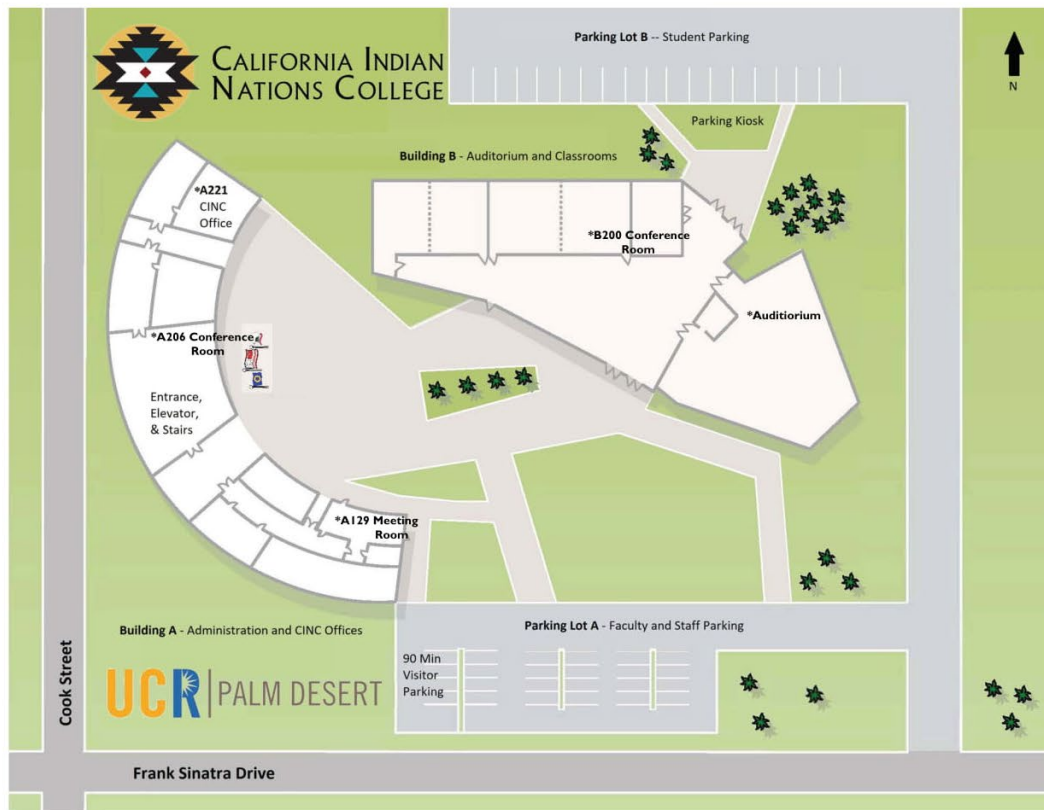 CALIFORNIA INDIAN
NATIONS COLLEGE
Parking Lot B -- Student Parking
N
Parking Kiosk
Building B - Auditorium and Classrooms
*A221
CINC
Office
*B200 Conference
Room
*Auditiorium
*A206 Conference
Room
Entrance,
Elevator,
& Stairs
*A129 Meeting
Room
Building A - Administration and CINC Offices
Parking Lot A - Faculty and Staff Parking
90 Min
Visitor
Parking
UCR | PALM DESERT
Cook Street
Frank Sinatra Drive